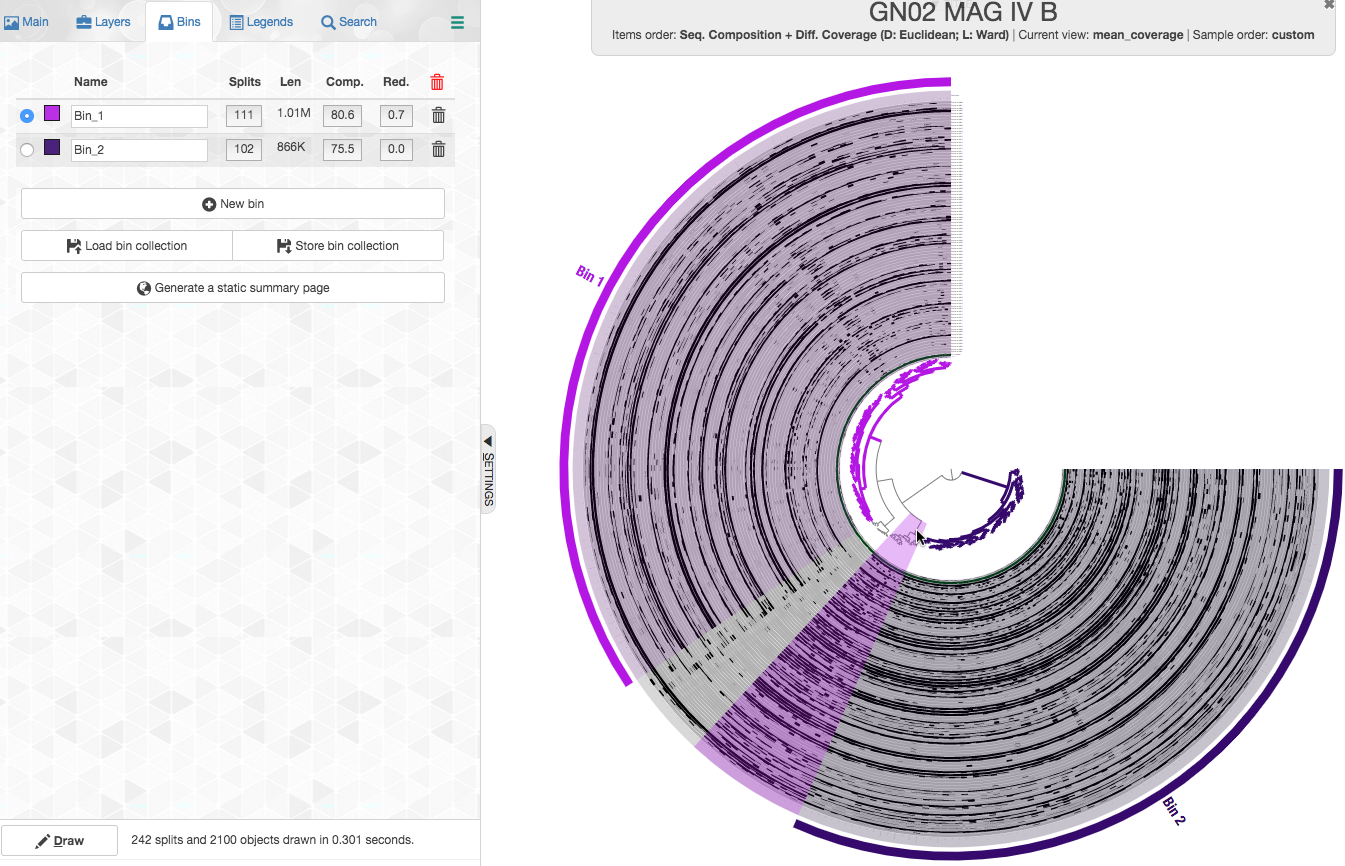 Main Layers Bins Legends Search
GN02 MAG IV B
Items order: Seq. Composition + Diff. Coverage (D: Euclidean; L: Ward) | Current view: mean_coverage | Sample order: custom
Name Splits Len Comp. Red.
Bin_1 111 1.01M 80.6 0.7
Bin_2 102 866K 75.5 0.0
New bin
Load bin collection Store bin collection
Generate a static summary page
Bin 1
SETTINGS
Bin 2
Draw 242 splits and 2100 objects drawn in 0.301 seconds.